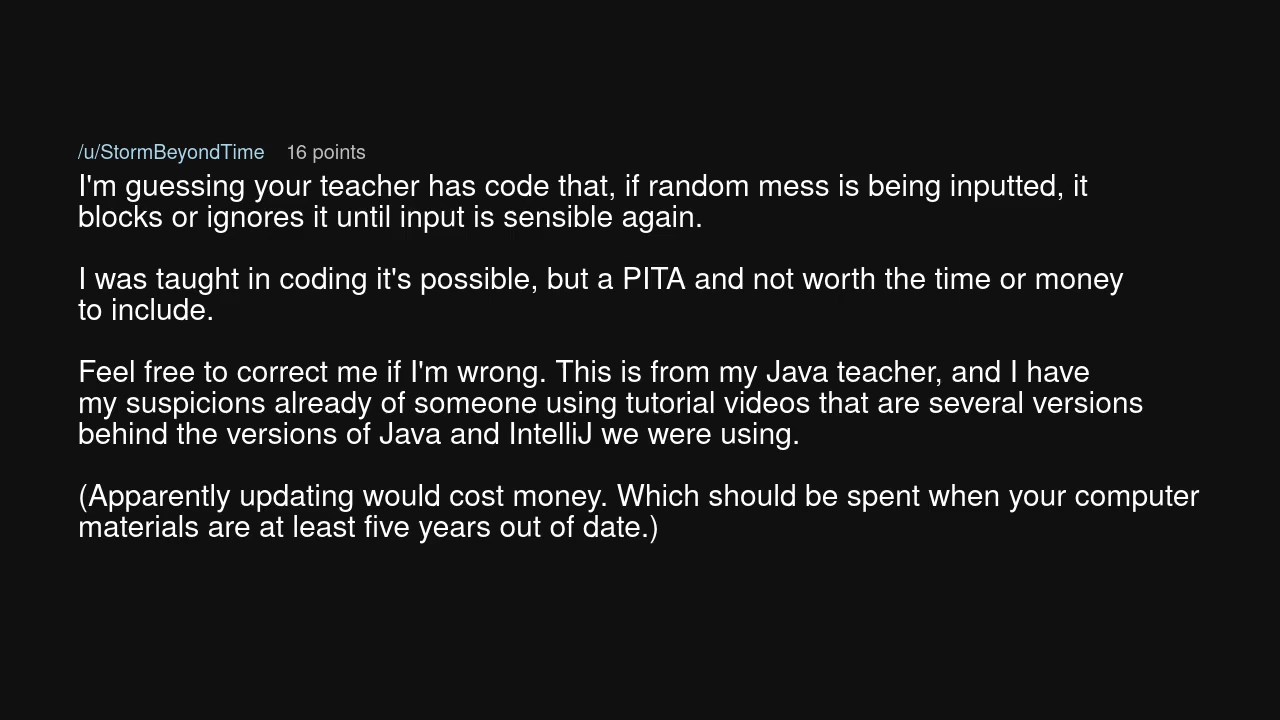 /u/StormBeyondTime 16 points
I'm guessing your teacher has code that, if random mess is being inputted, it
blocks or ignores it until input is sensible again.
I was taught in coding it's possible, but a PITA and not worth the time or money
to include.
Feel free to correct me if I'm wrong. This is from my Java teacher, and I have
my suspicions already of someone using tutorial videos that are several versions
behind the versions of Java and IntelliJ we were using.
(Apparently updating would cost money. Which should be spent when your computer
materials are at least five years out of date.)